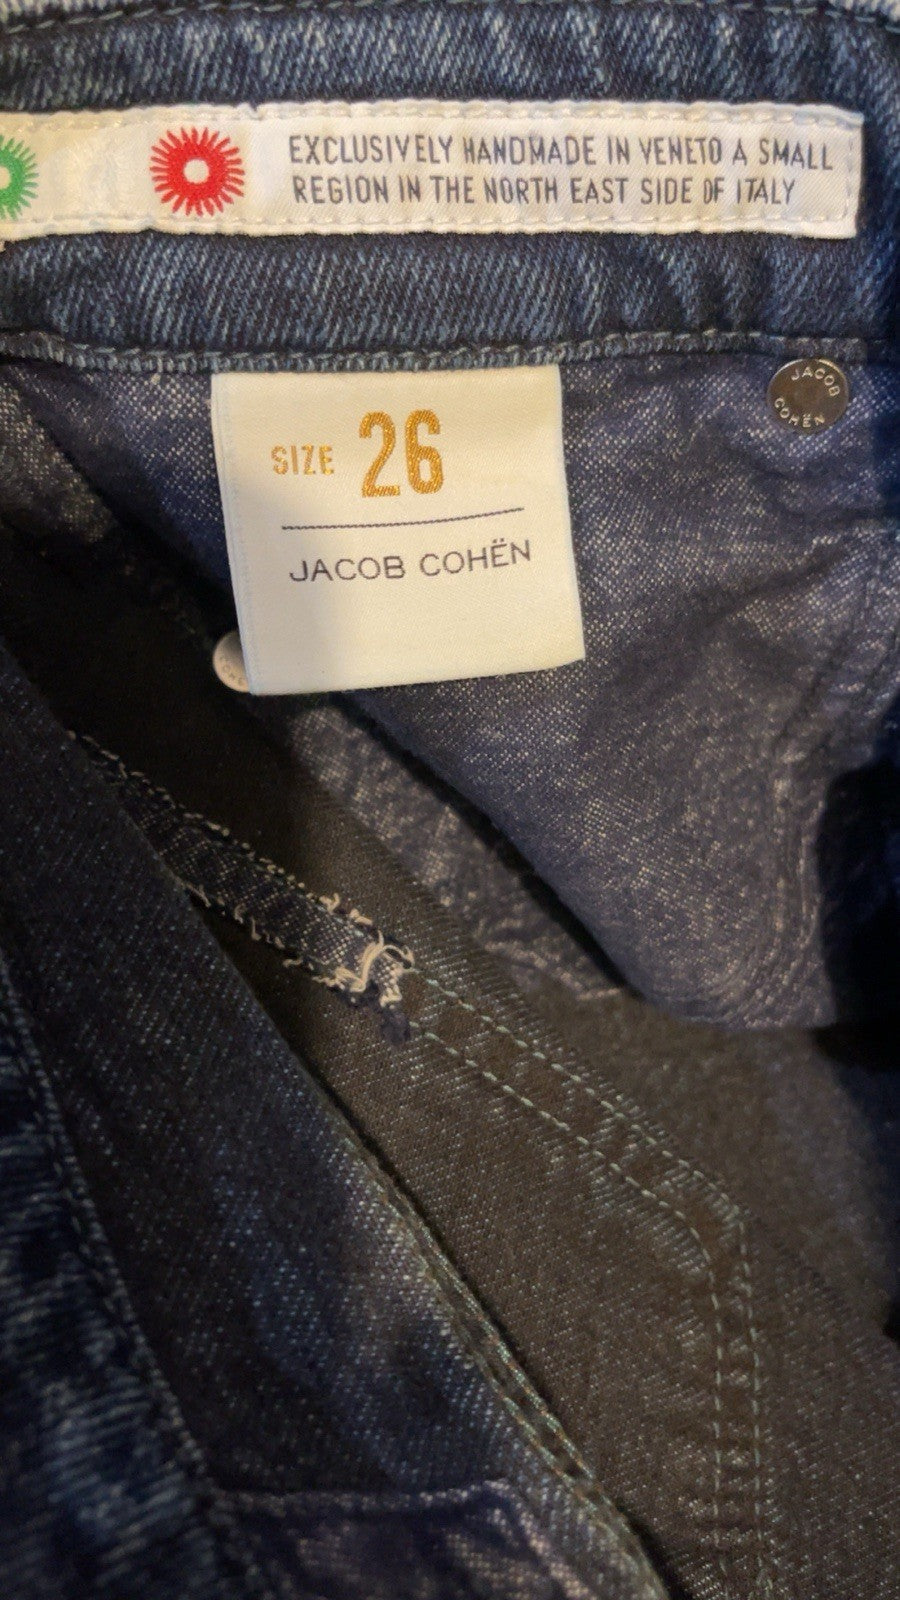 EXCLUSIVELY HANDMADE IN VENETO A SMALL
REGION IN THE NORTH EAST SIDE OF ITALY
JACOB
COHËN
SIZE 26
JACOB COHËN